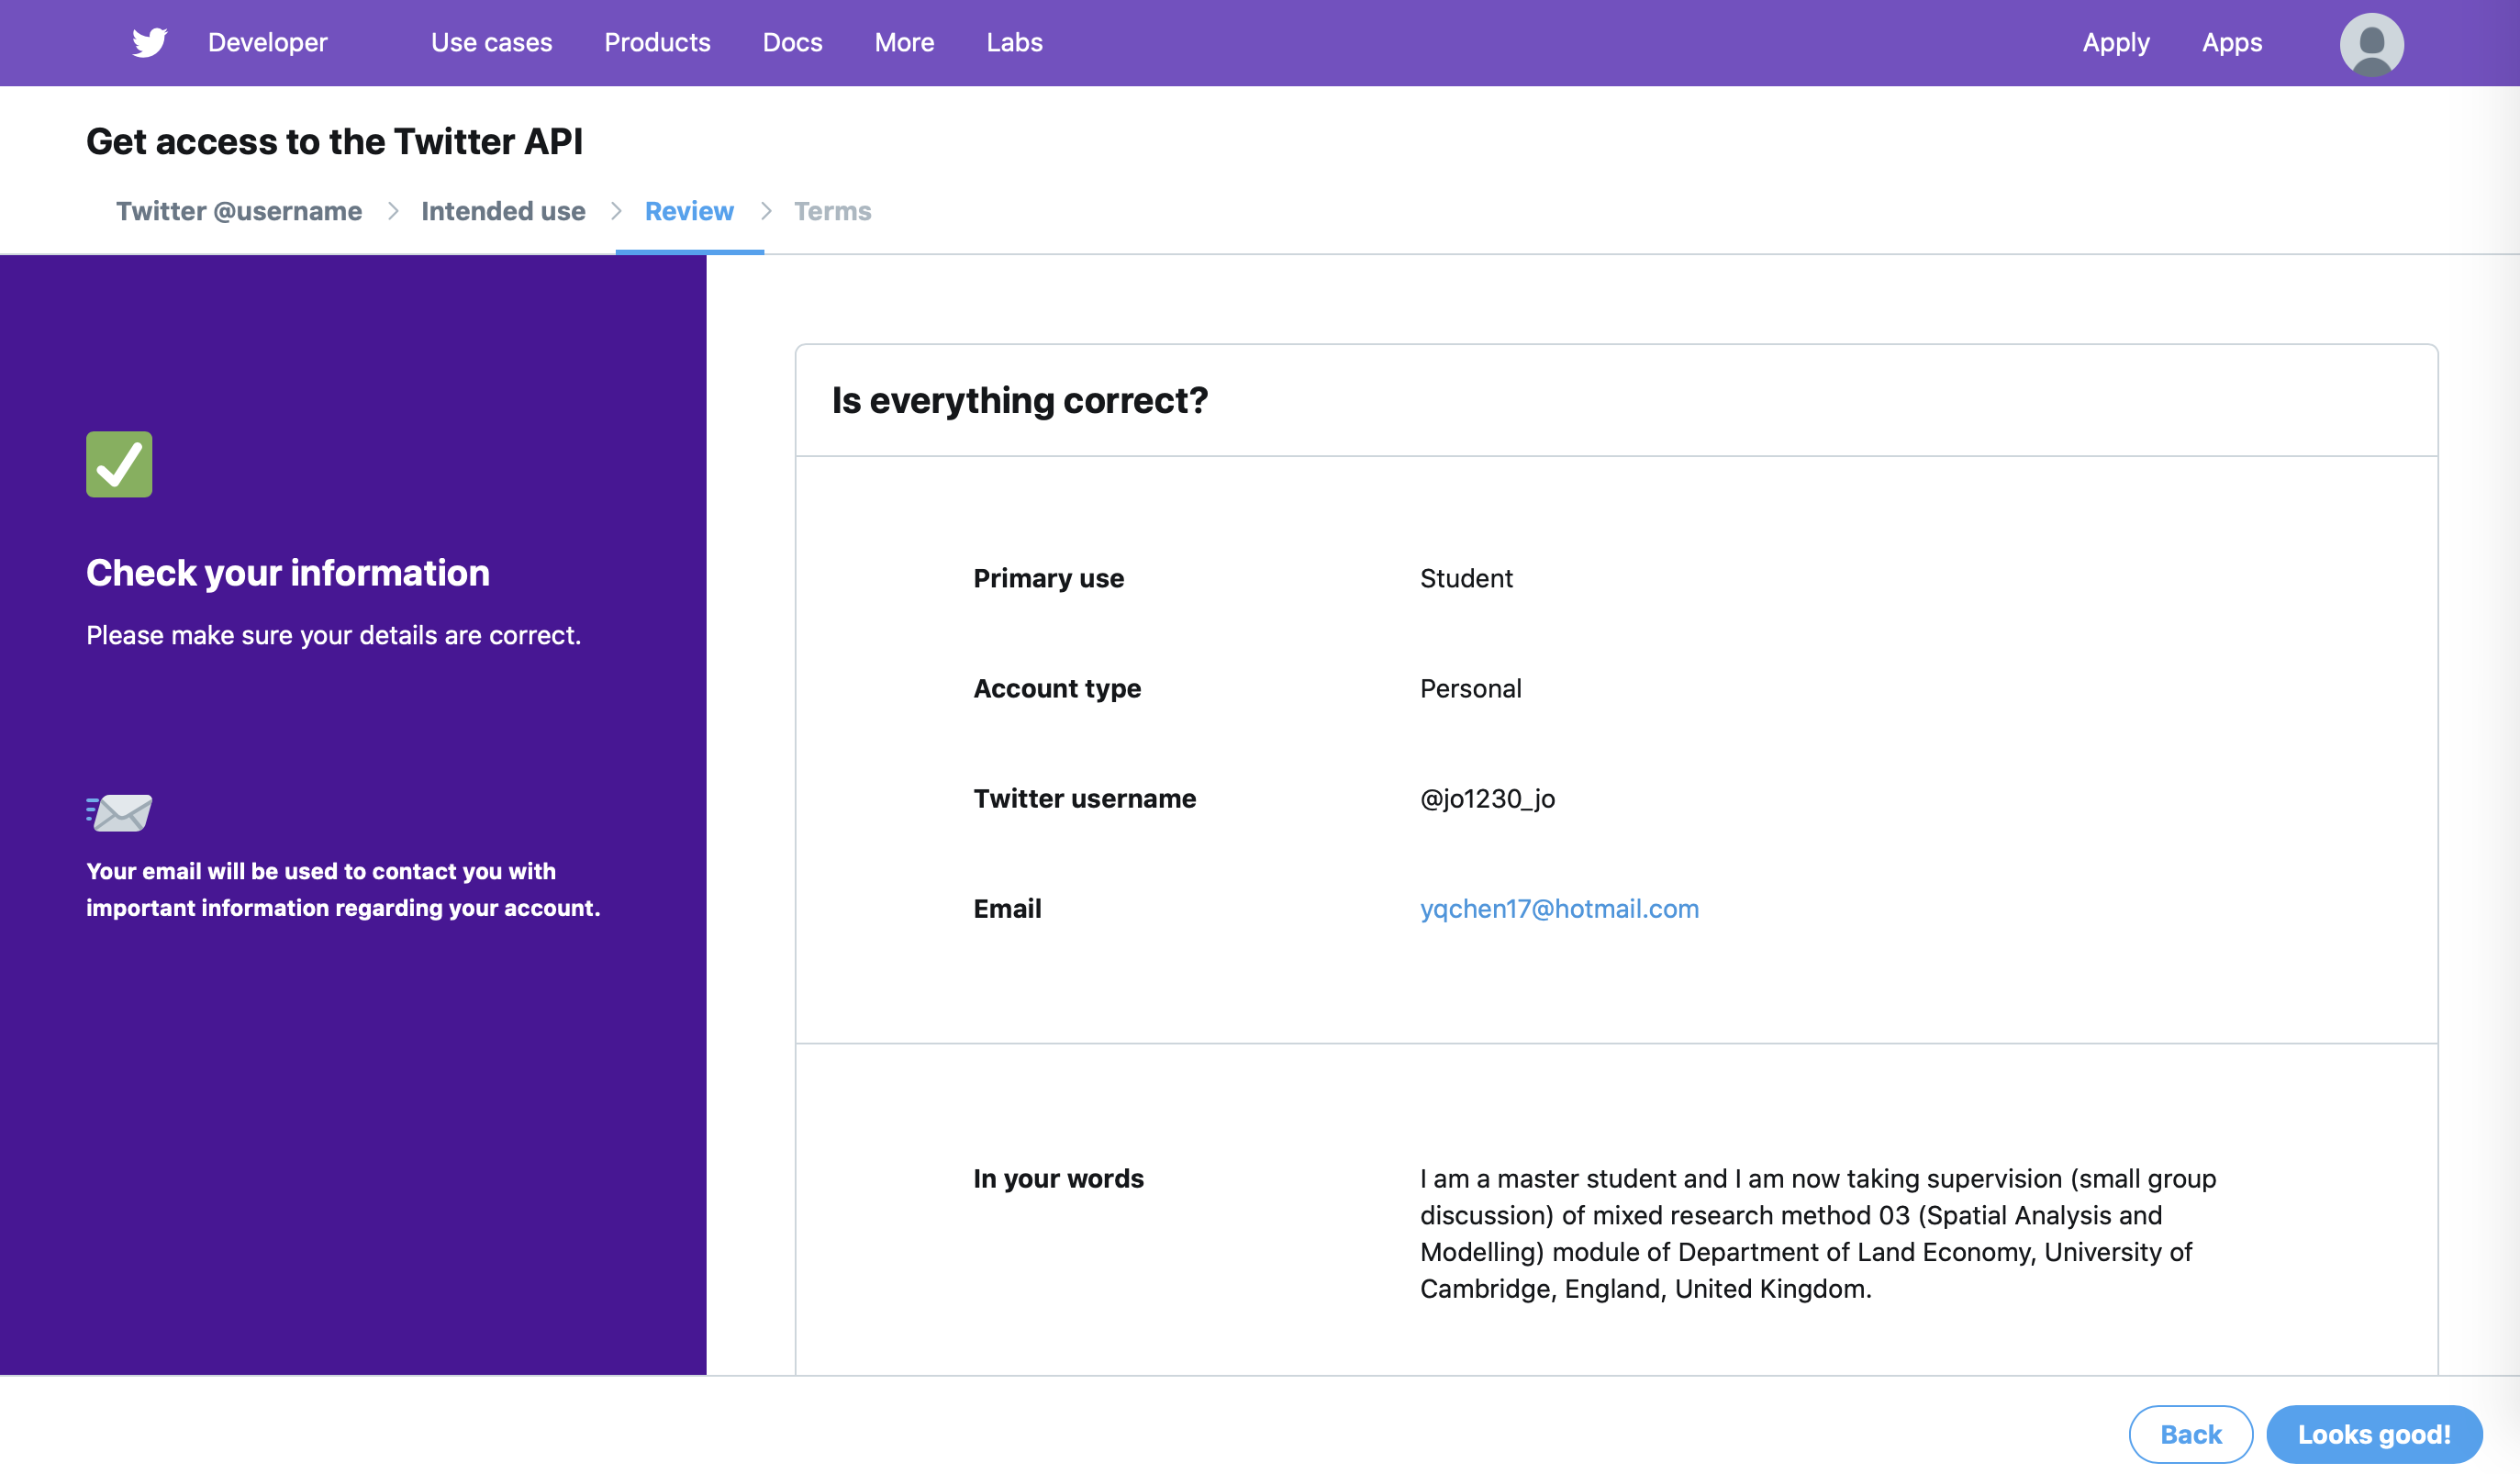 Developer Use cases Products Docs More Labs Apply Apps
Get access to the Twitter API
Twitter @username Intended use Review Terms
Check your information
Please make sure your details are correct.
Your email will be used to contact you with
important information regarding your account.
Is everything correct?
Primary use Student
Account type Personal
Twitter username @jo1230_jo
Email yqchen17@hotmail.com
In your words I am a master student and I am now taking supervision (small group
discussion) of mixed research method 03 (Spatial Analysis and
Modelling) module of Department of Land Economy, University of
Cambridge, England, United Kingdom.
Back Looks good!